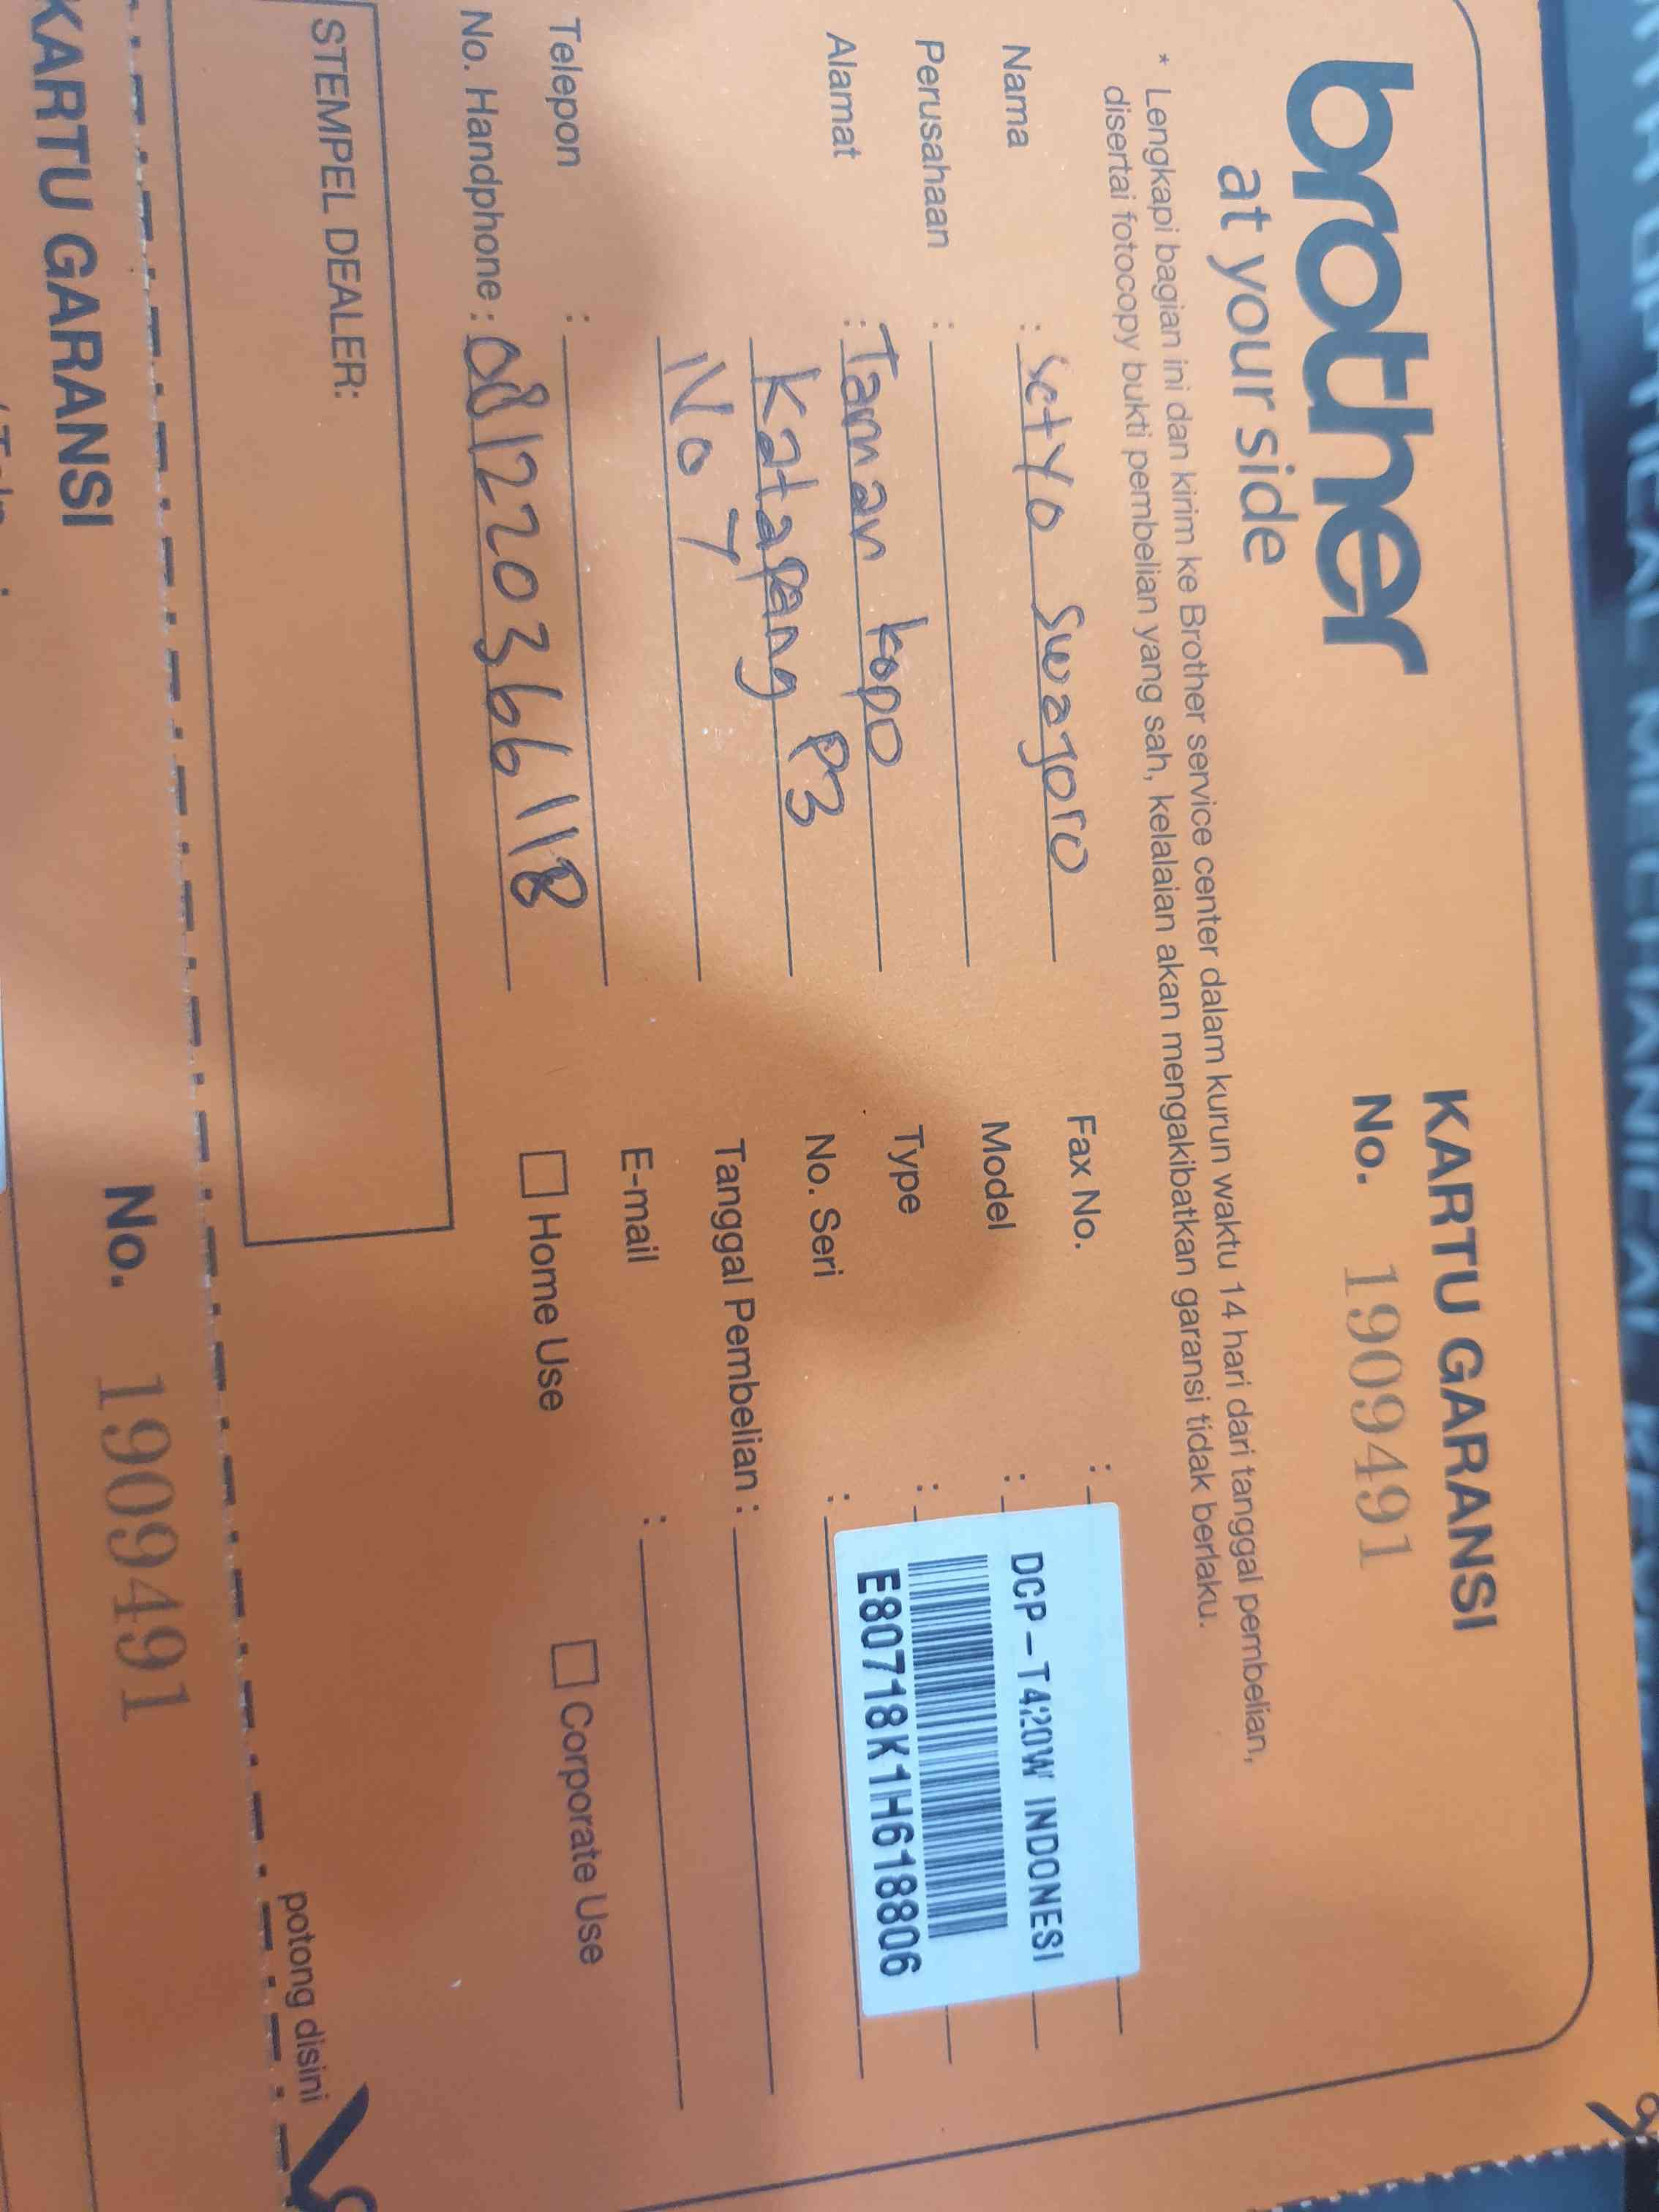 brother
at your side
KARTU GARANSI
No. 1909491
* Lengkapi bagian ini dan kirim ke Brother service center dalam kurun waktu 14 hari dari tanggal pembelian,
disertai fotocopy bukti pembelian yang sah, kelalaian akan mengakibatkan garansi tidak berlaku.
Nama : Setyo Suwajoro
Perusahaan :
Alamat : Taman kopo
Katapang P3
No 7
Telepon :
No. Handphone : 081220366118
Fax No. :
Model :
Type :
No. Seri :
DCP-T420W INDONESI
E80718K1H618806
Tanggal Pembelian :
E-mail :
Home Use
Corporate Use
STEMPEL DEALER:
potong disini
KARTU GARANSI
No. 1909491